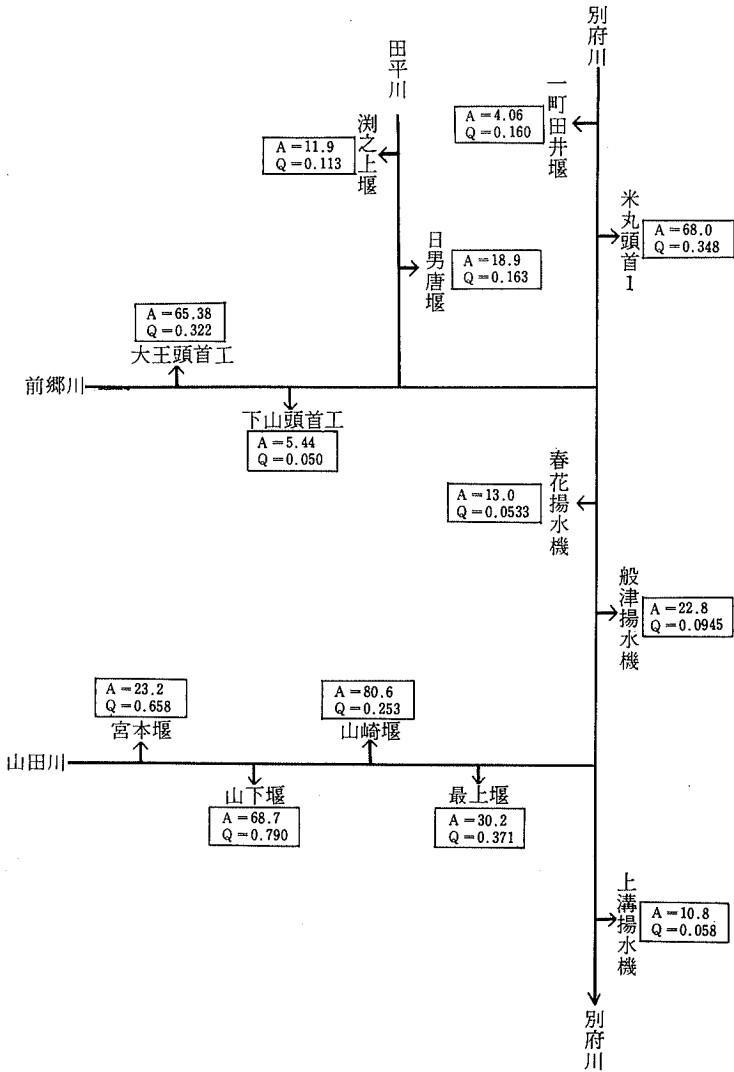 別府川
田平川
一町田井堰
A=4.06
Q=0.160
渕之上堰
A=11.9
Q=0.113
米丸頭首1
A=68.0
Q=0.348
日男唐堰
A=18.9
Q=0.163
A=65.38
Q=0.322
大王頭首工
前郷川
下山頭首工
A=5.44
Q=0.050
春花揚水機
A=13.0
Q=0.0533
般津揚水機
A=22.8
Q=0.0945
A=23.2
Q=0.658
宮本堰
A=80.6
Q=0.253
山崎堰
山田川
山下堰
A=68.7
Q=0.790
最上堰
A=30.2
Q=0.371
上溝揚水機
A=10.8
Q=0.058
別府川